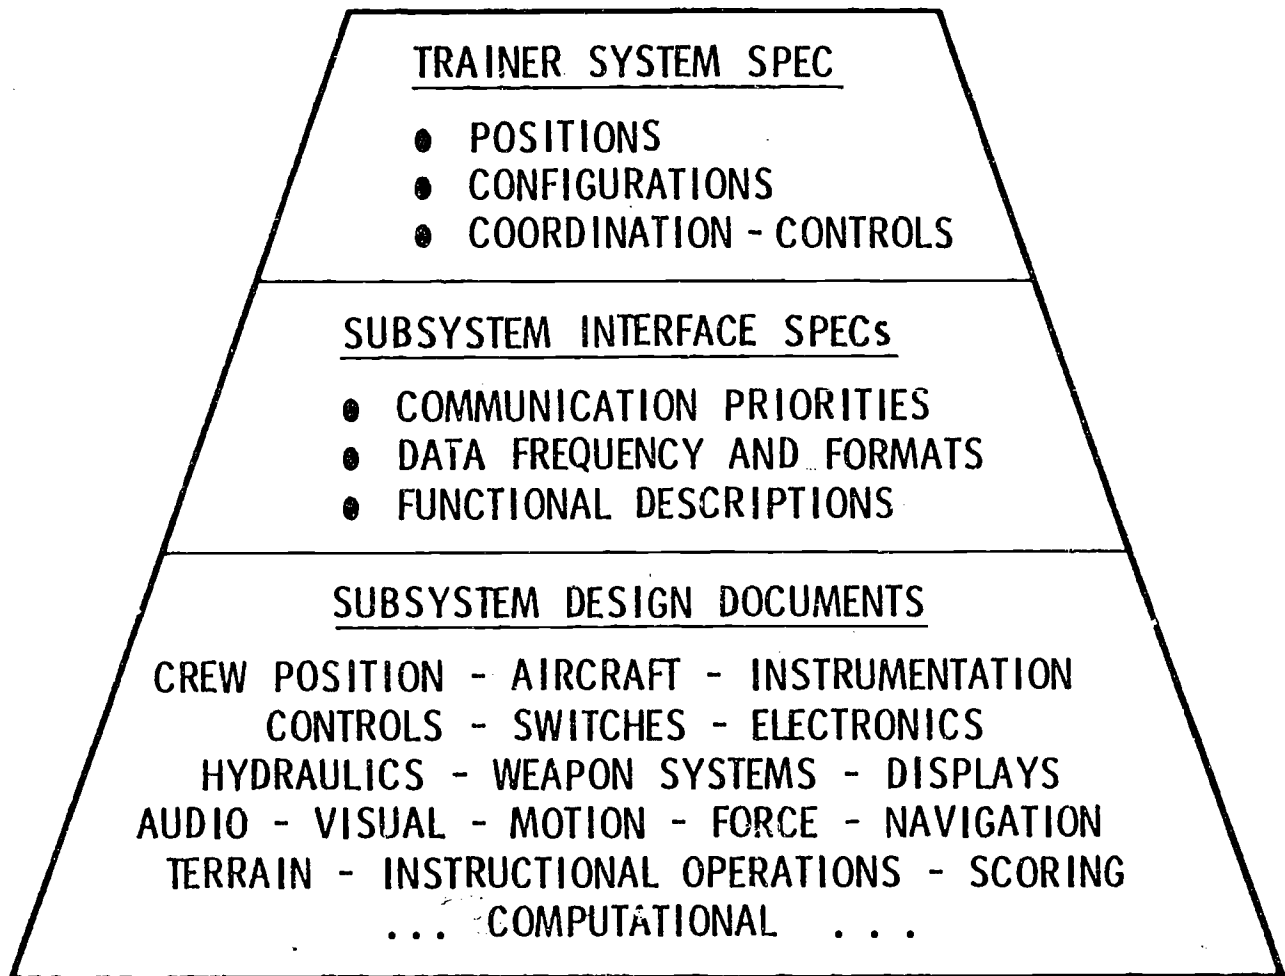 TRAINER SYSTEM SPEC
● POSITIONS
● CONFIGURATIONS
● COORDINATION - CONTROLS
SUBSYSTEM INTERFACE SPECs
● COMMUNICATION PRIORITIES
● DATA FREQUENCY AND FORMATS
● FUNCTIONAL DESCRIPTIONS
SUBSYSTEM DESIGN DOCUMENTS
CREW POSITION - AIRCRAFT - INSTRUMENTATION
CONTROLS - SWITCHES - ELECTRONICS
HYDRAULICS - WEAPON SYSTEMS - DISPLAYS
AUDIO - VISUAL - MOTION - FORCE - NAVIGATION
TERRAIN - INSTRUCTIONAL OPERATIONS - SCORING
... COMPUTATIONAL ...